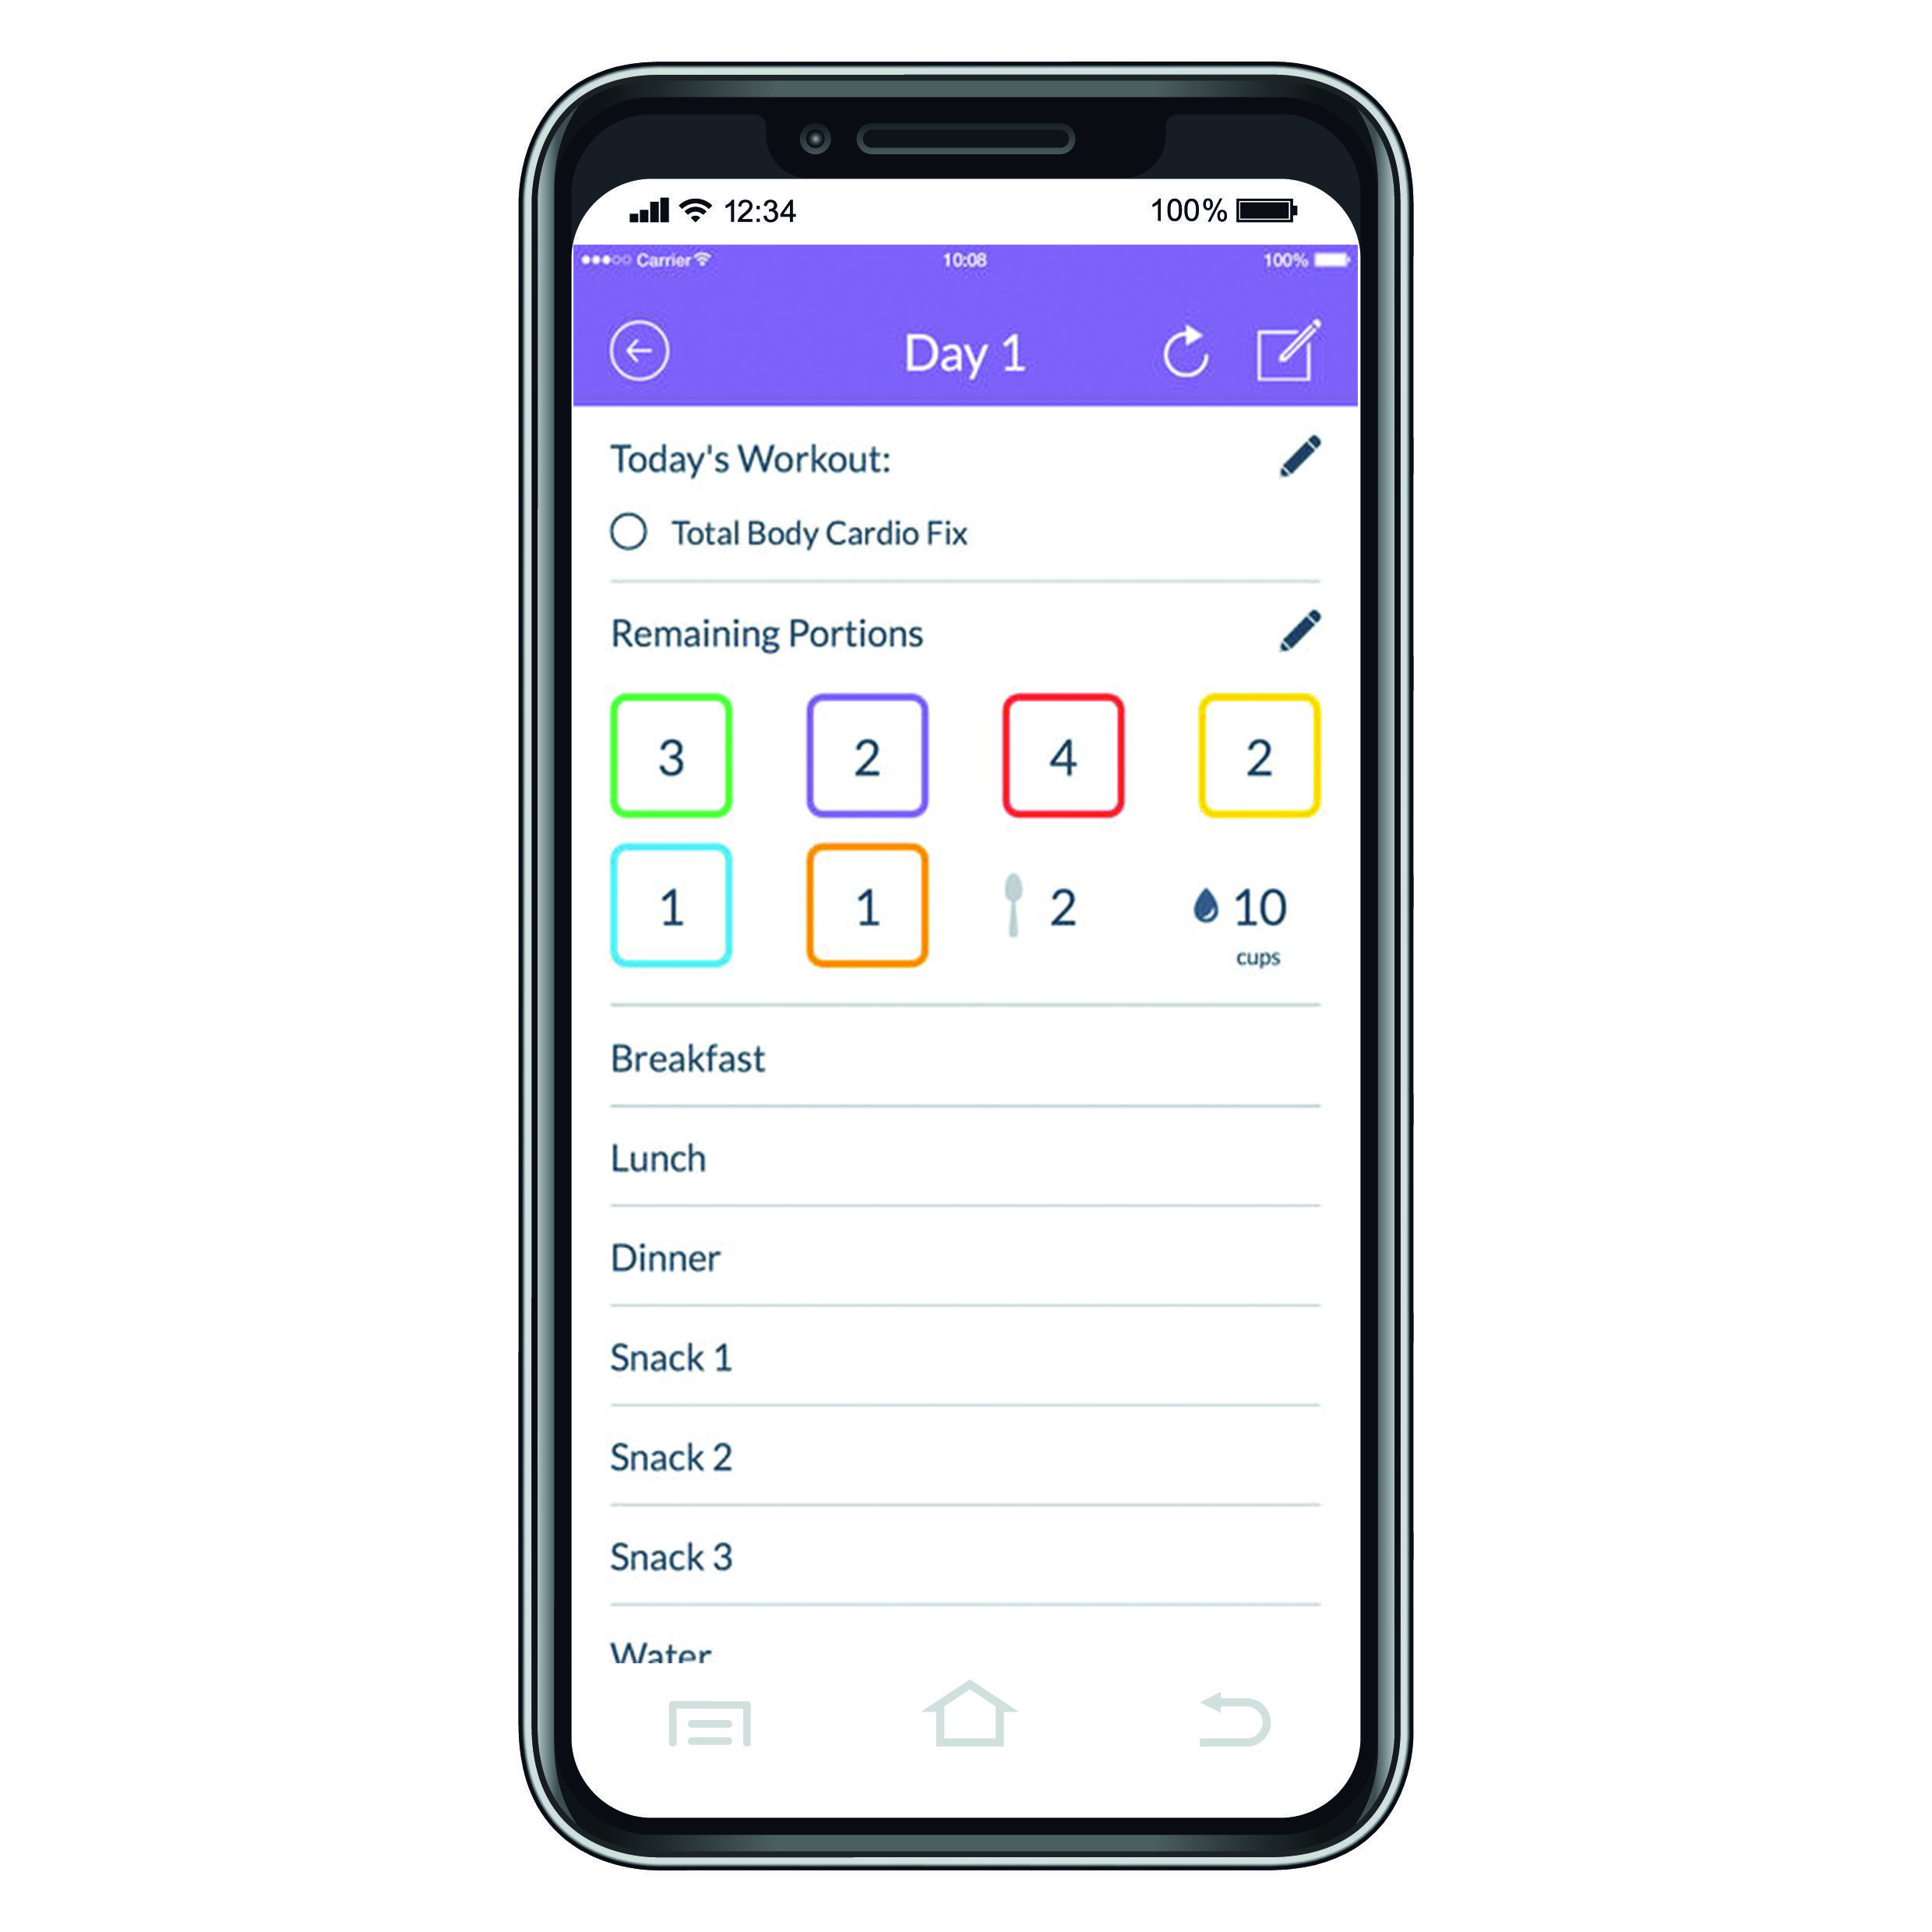 12:34 100%
Carrier 10:08 100%
Day 1
Today's Workout:
Total Body Cardio Fix
Remaining Portions
3 2 4 2
1 1 2 10
cups
Breakfast
Lunch
Dinner
Snack 1
Snack 2
Snack 3
Water